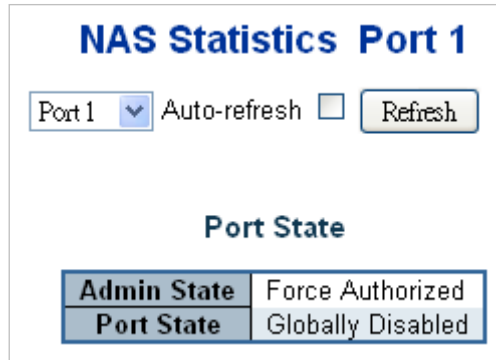 NAS Statistics Port 1
Port 1 Auto-refresh Refresh
Port State
Admin State Force Authorized
Port State Globally Disabled